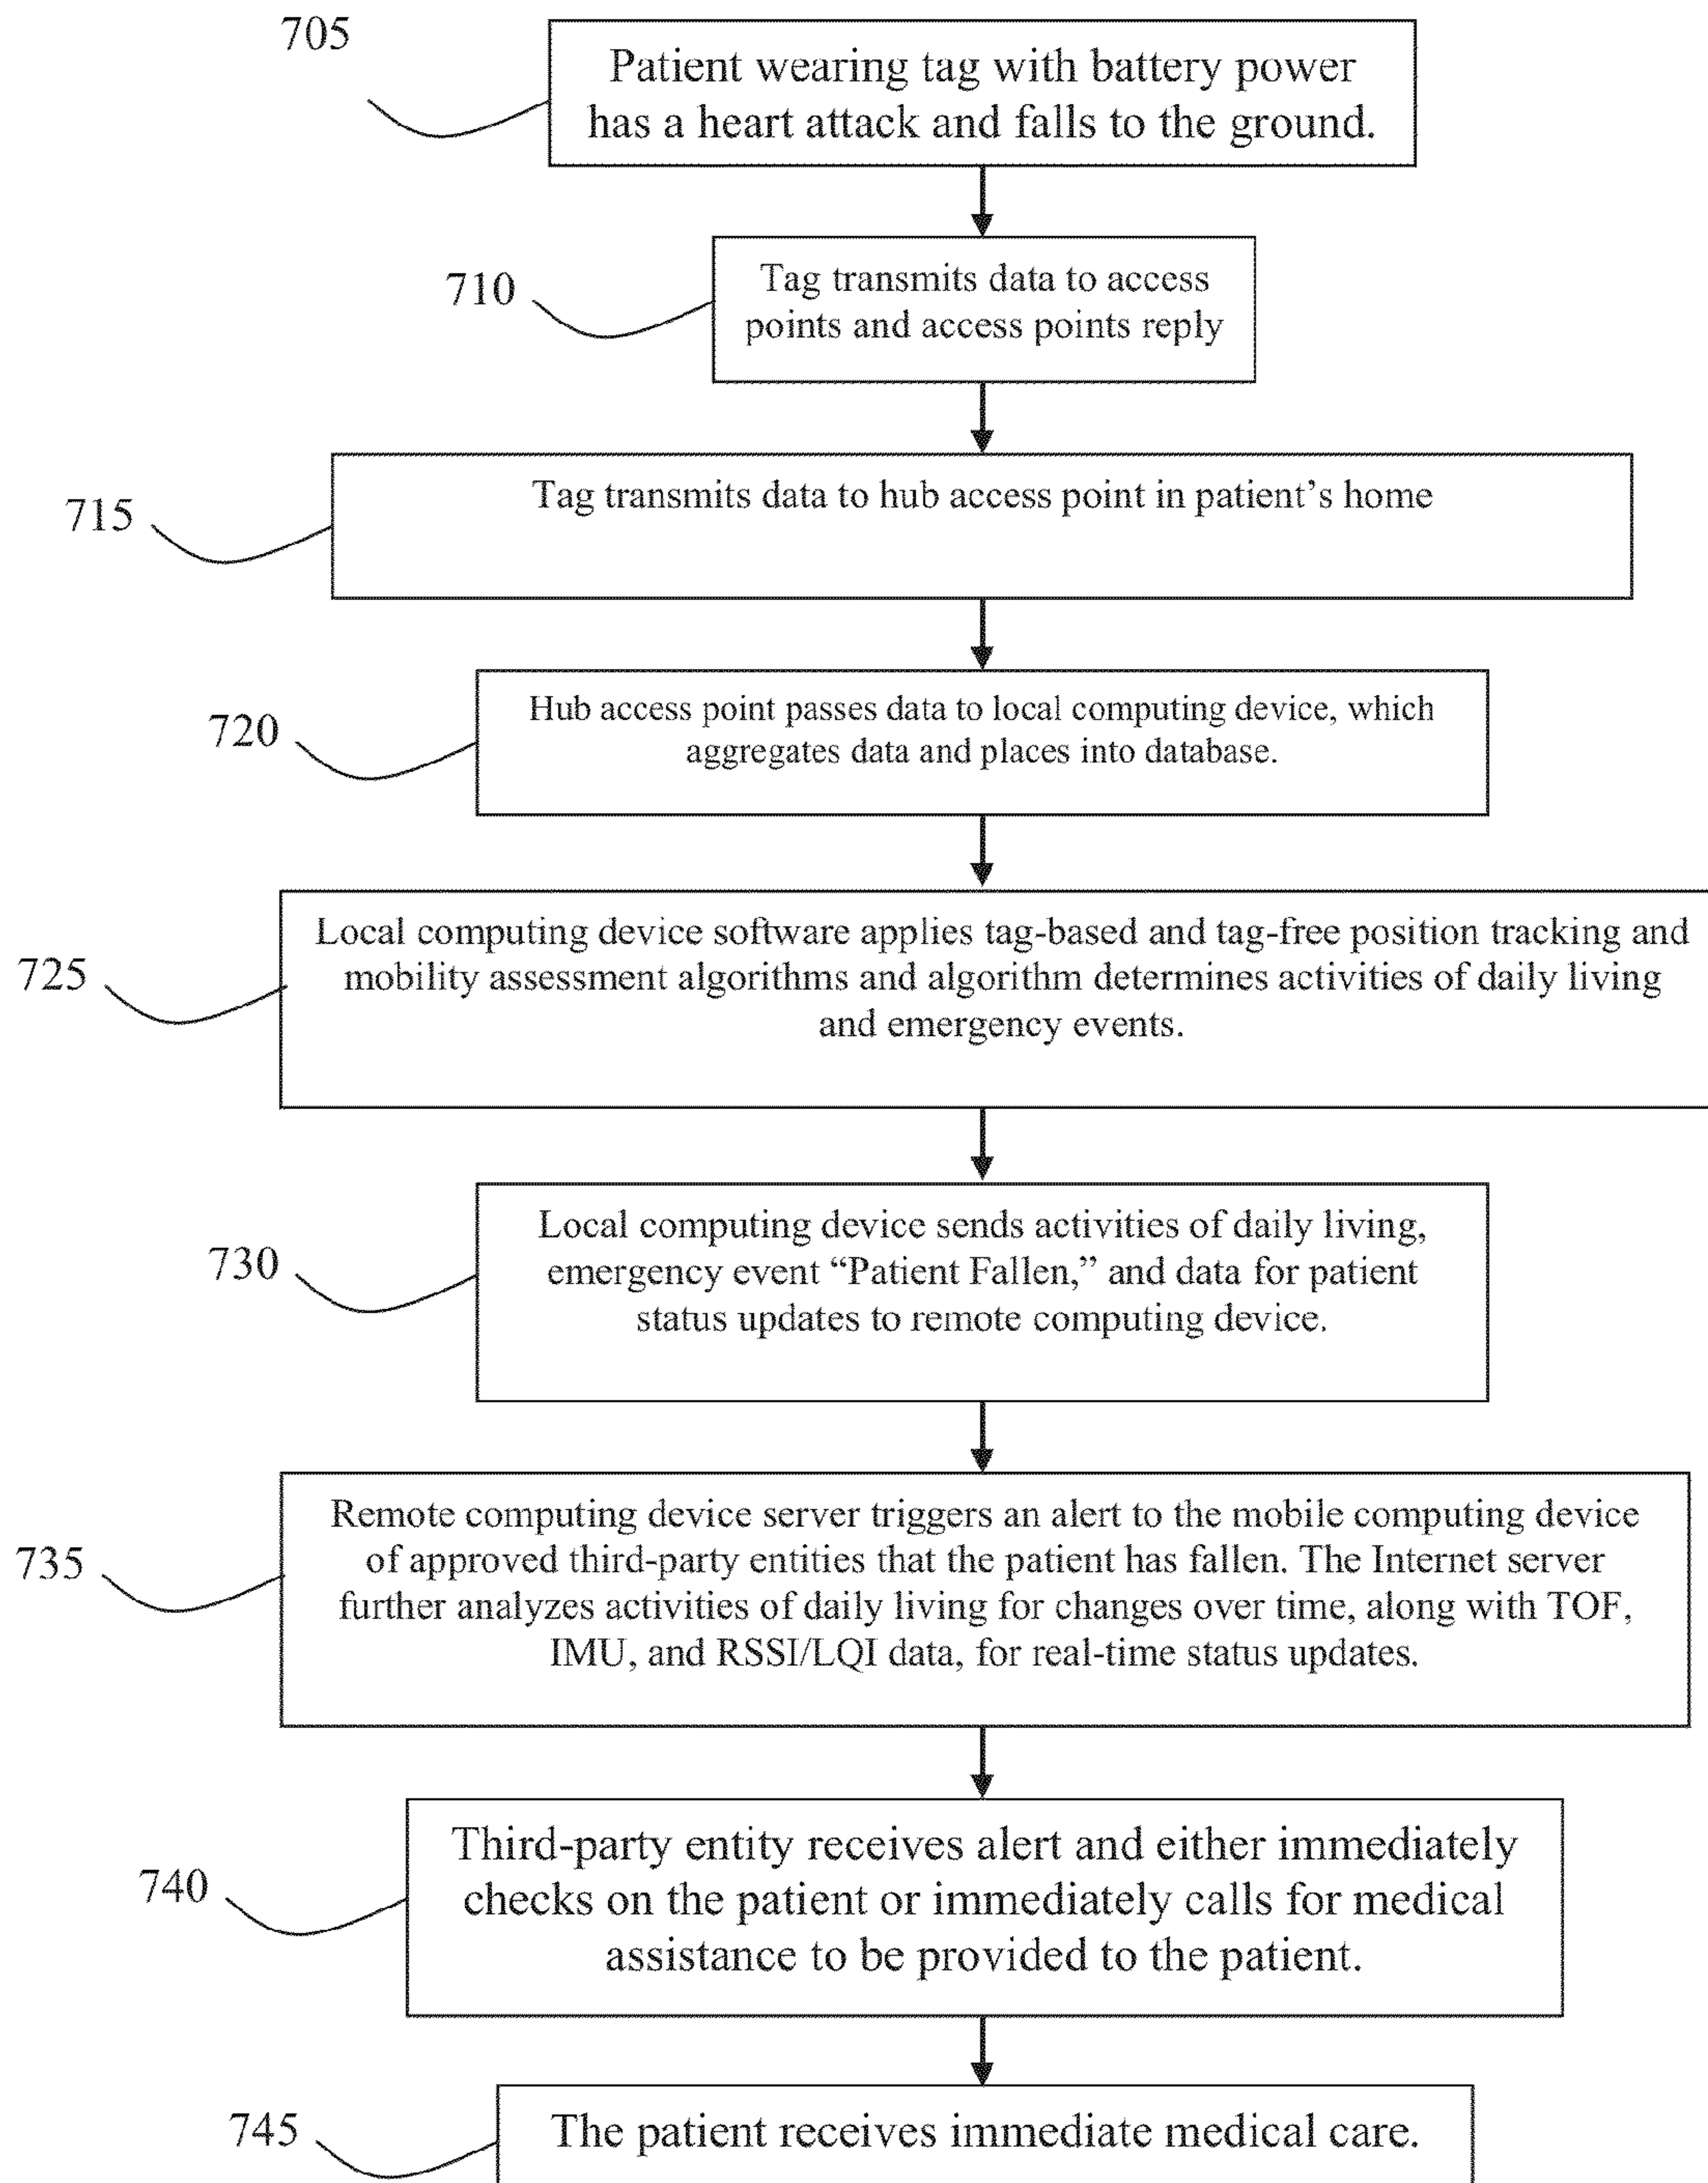 705
Patient wearing tag with battery power
has a heart attack and falls to the ground.
710
Tag transmits data to access
points and access points reply
715
Tag transmits data to hub access point in patient's home
720
Hub access point passes data to local computing device, which
aggregates data and places into database.
725
Local computing device software applies tag-based and tag-free position tracking and
mobility assessment algorithms and algorithm determines activities of daily living
and emergency events.
730
Local computing device sends activities of daily living,
emergency event “Patient Fallen,” and data for patient
status updates to remote computing device.
735
Remote computing device server triggers an alert to the mobile computing device
of approved third-party entities that the patient has fallen. The Internet server
further analyzes activities of daily living for changes over time, along with TOF,
IMU, and RSSI/LQI data, for real-time status updates.
740
Third-party entity receives alert and either immediately
checks on the patient or immediately calls for medical
assistance to be provided to the patient.
745
The patient receives immediate medical care.